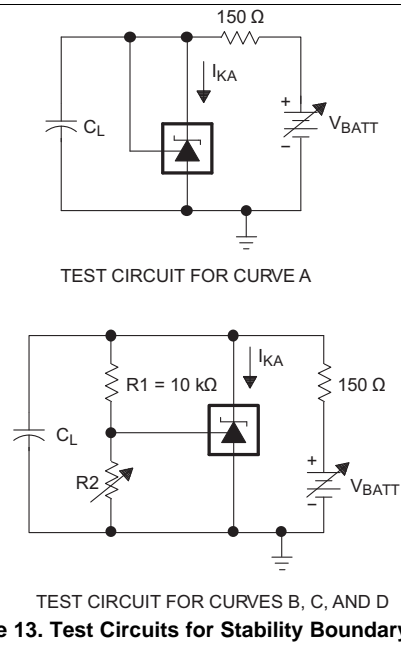 150 Ω
I_KA
C_L
+
V_BATT
−
TEST CIRCUIT FOR CURVE A
I_KA
R1 = 10 kΩ
150 Ω
C_L
+
R2
V_BATT
−
TEST CIRCUIT FOR CURVES B, C, AND D
e 13. Test Circuits for Stability Boundary